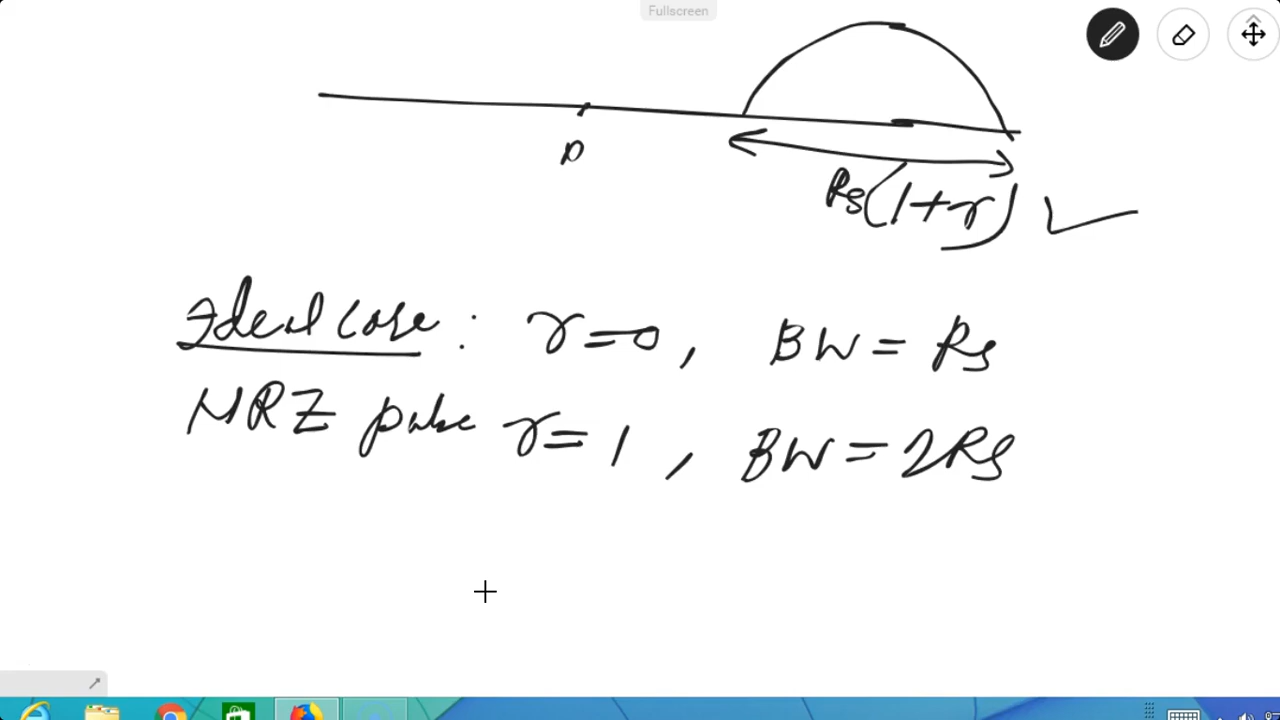 Fullscreen
0
Rs(1+r)
Ideal Case : r=0, BW = Rs
NRZ pulse r=1, BW=2Rs